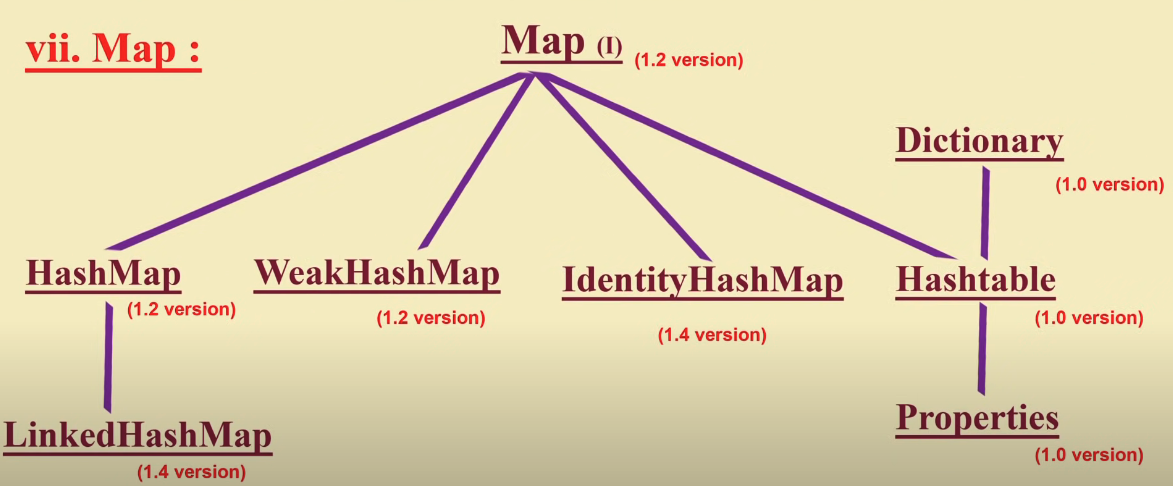 vii. Map :
Map (I)
(1.2 version)
Dictionary
(1.0 version)
HashMap
(1.2 version)
WeakHashMap
(1.2 version)
IdentityHashMap
(1.4 version)
Hashtable
(1.0 version)
LinkedHashMap
(1.4 version)
Properties
(1.0 version)